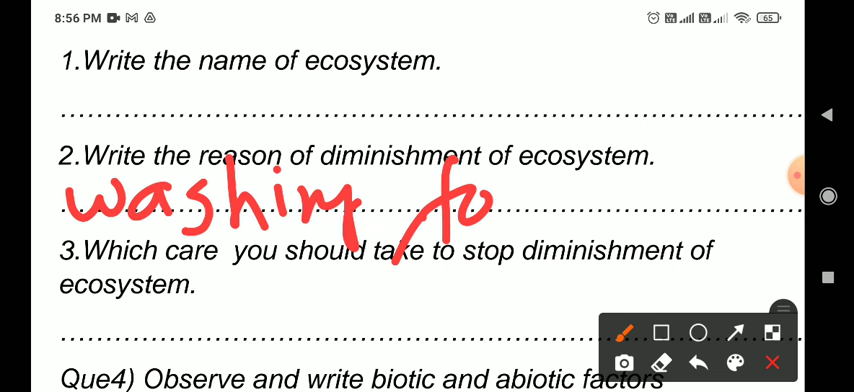 8:56 PM
65
1.Write the name of ecosystem.
................................................................................
2.Write the reason of diminishment of ecosystem.
washing
................................................................................
3.Which care you should take to stop diminishment of
ecosystem.
................................................................................
Que4) Observe and write biotic and abiotic factors